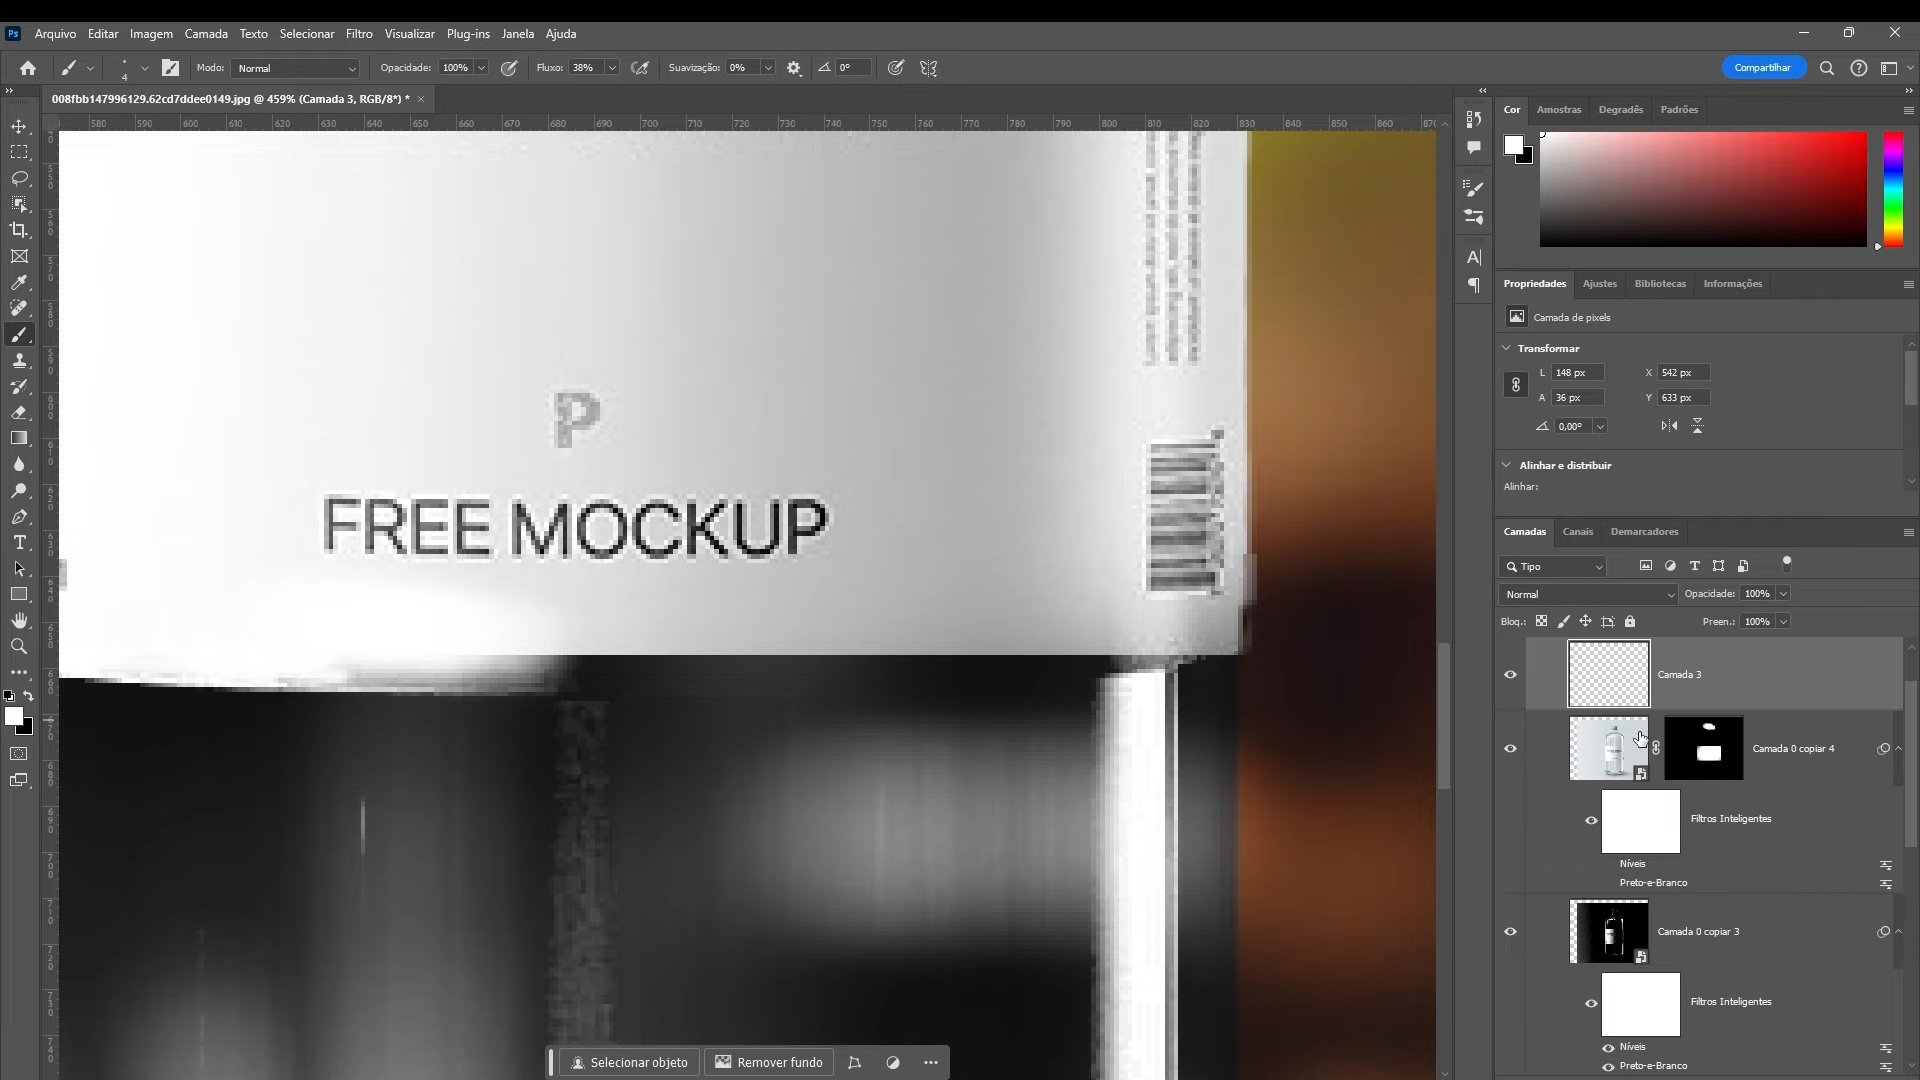 Ps Arquivo Editar Imagem Camada Texto Selecionar Filtro Visualizar Plug-ins Janela Ajuda
4 Modo: Normal Opacidade: 100% Fluxo: 38% Suavização: 0% 0° Compartilhar
008fbb147996129.62cd7ddee0149.jpg @ 459% (Camada 3, RGB/8*) * ×
580 590 600 610 620 630 640 650 660 670 680 690 700 710 720 730 740 750 760 770 780 790 800 810 820 830 840 850 860 870
Cor Amostras Degradês Padrões
Propriedades Ajustes Bibliotecas Informações
Camada de pixels
Transformar
L 148 px X 542 px
A 36 px Y 633 px
0,00°
Alinhar e distribuir
Alinhar:
P
FREE MOCKUP
Camadas Canais Demarcadores
Tipo
Normal Opacidade: 100%
Bloq.: Preen.: 100%
Camada 3
Camada 0 copiar 4
Filtros Inteligentes
Níveis
Preto-e-Branco
Camada 0 copiar 3
Filtros Inteligentes
Níveis
Preto-e-Branco
Selecionar objeto Remover fundo